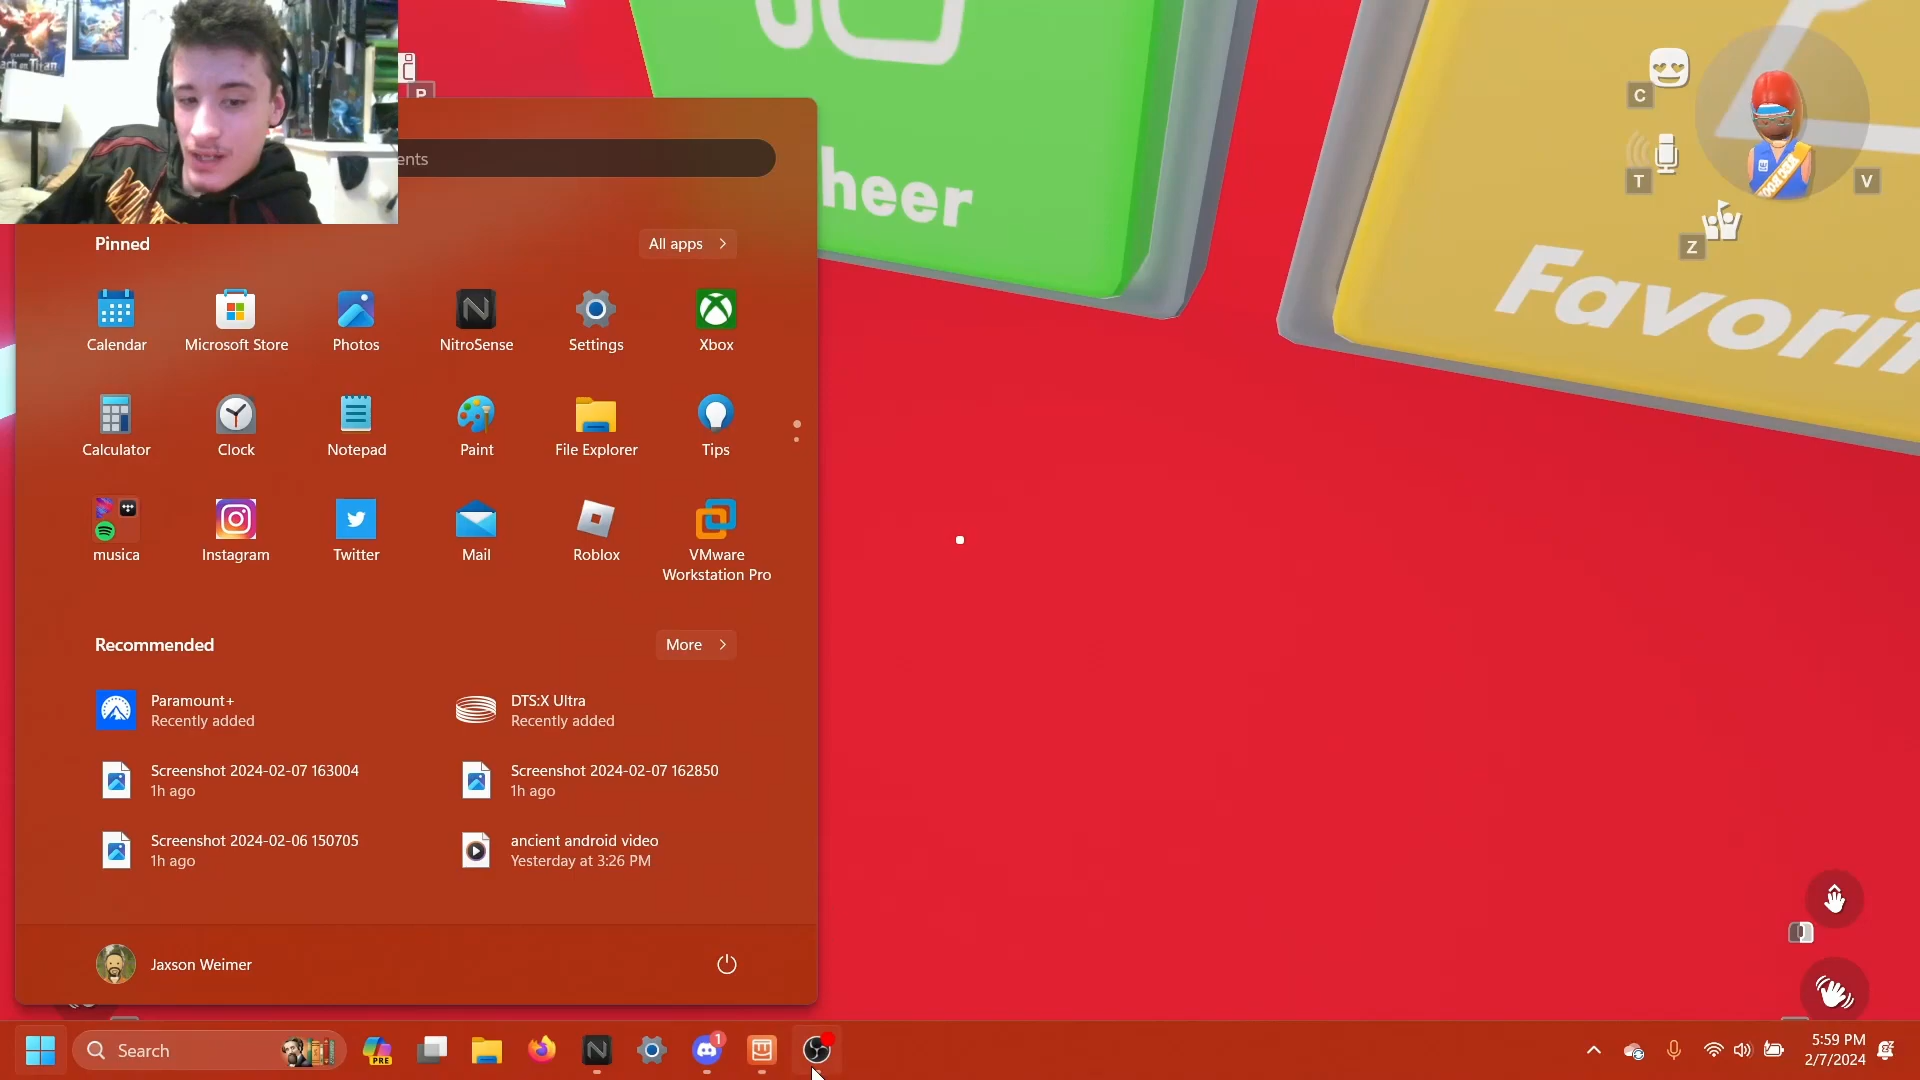 P
ents
Pinned
All apps
Calendar
Microsoft Store
Photos
NitroSense
Settings
Xbox
Calculator
Clock
Notepad
Paint
File Explorer
Tips
musica
Instagram
Twitter
Mail
Roblox
VMware
Workstation Pro
Recommended
More
Paramount+
Recently added
DTS:X Ultra
Recently added
Screenshot 2024-02-07 163004
1h ago
Screenshot 2024-02-07 162850
1h ago
Screenshot 2024-02-06 150705
1h ago
ancient android video
Yesterday at 3:26 PM
Jaxson Weimer
heer
Favori
C
T
V
Z
Search
PRE
1
5:59 PM
2/7/2024